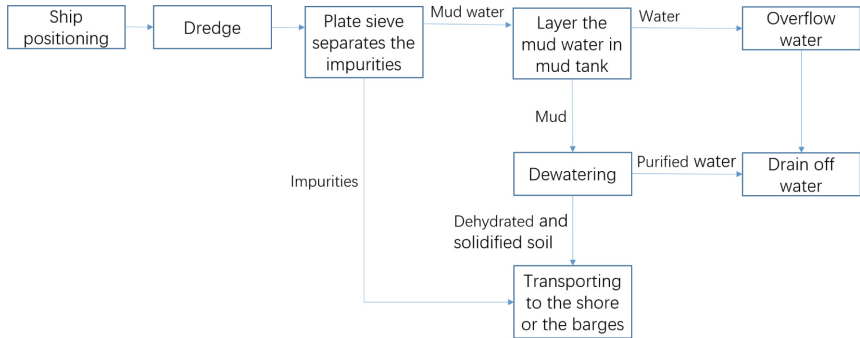 Ship
positioning
Dredge
Plate sieve
separates the
impurities
Mud water
Layer the
mud water in
mud tank
Water
Overflow
water
Mud
Impurities
Dewatering
Purified water
Drain off
water
Dehydrated and
solidified soil
Transporting
to the shore
or the barges